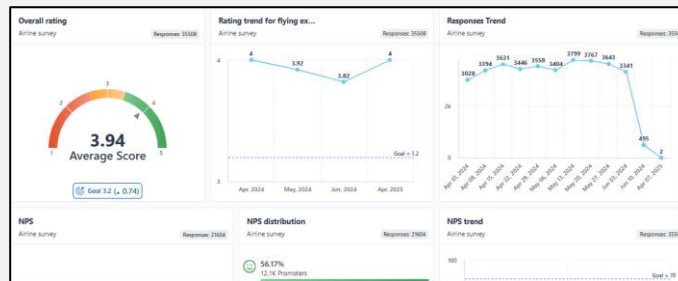 Overall rating
Airline survey
Responses: 35508
1
2
3
4
5
3.94
Average Score
Goal 3.2 (▲ 0.74)
Rating trend for flying ex...
Airline survey
Responses: 35508
4
3
4
3.92
3.82
4
Goal = 3.2
Apr, 2024
May, 2024
Jun, 2024
Apr, 2025
Responses Trend
Airline survey
2k
0
3028
3394
3631
3446
3558
3404
3799
3767
3643
3341
495
2
Apr 01, 2024
Apr 08, 2024
Apr 15, 2024
Apr 22, 2024
Apr 29, 2024
May 06, 2024
May 13, 2024
May 20, 2024
May 27, 2024
Jun 03, 2024
Jun 10, 2024
Apr 07, 2025
NPS
Airline survey
Responses: 21604
NPS distribution
Airline survey
Responses: 21604
56.17%
12.1K Promoters
NPS trend
Airline survey
100
Goal = 70